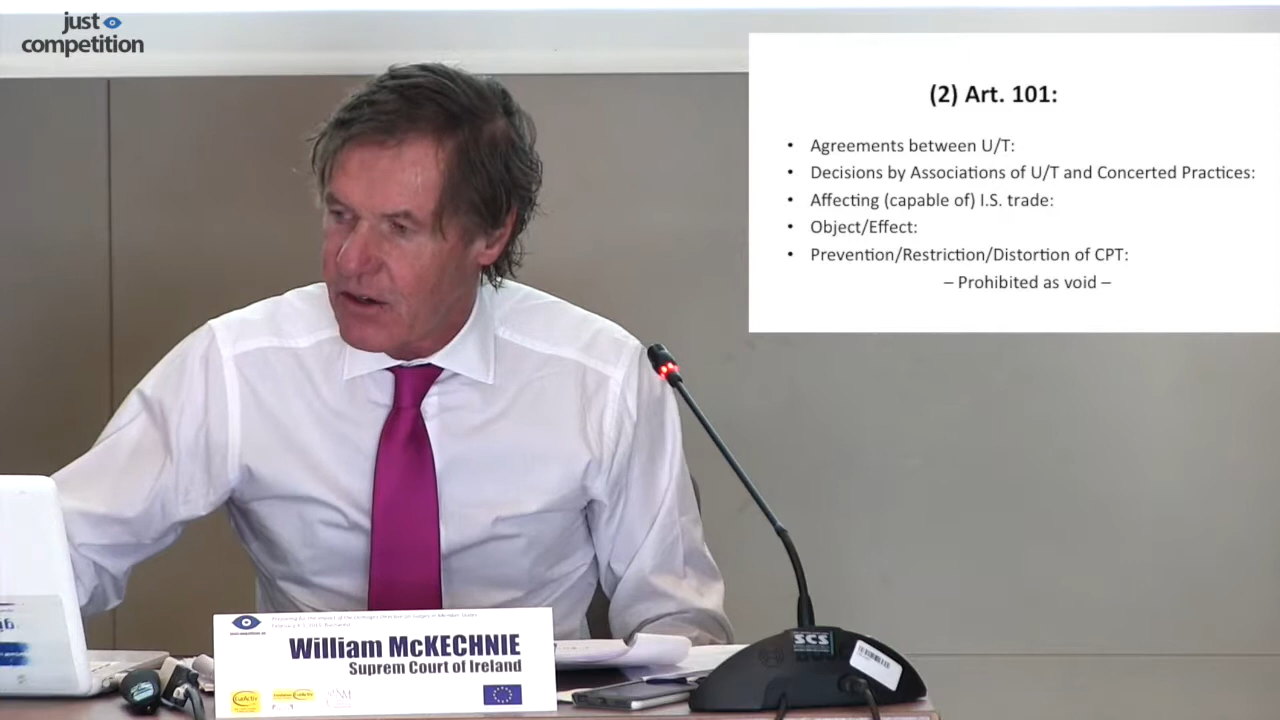 just
competition
(2) Art. 101:
• Agreements between U/T:
• Decisions by Associations of U/T and Concerted Practices:
• Affecting (capable of) I.S. trade:
• Object/Effect:
• Prevention/Restriction/Distortion of CPT:
– Prohibited as void –
SCS
William McKECHNIE
Suprem Court of Ireland